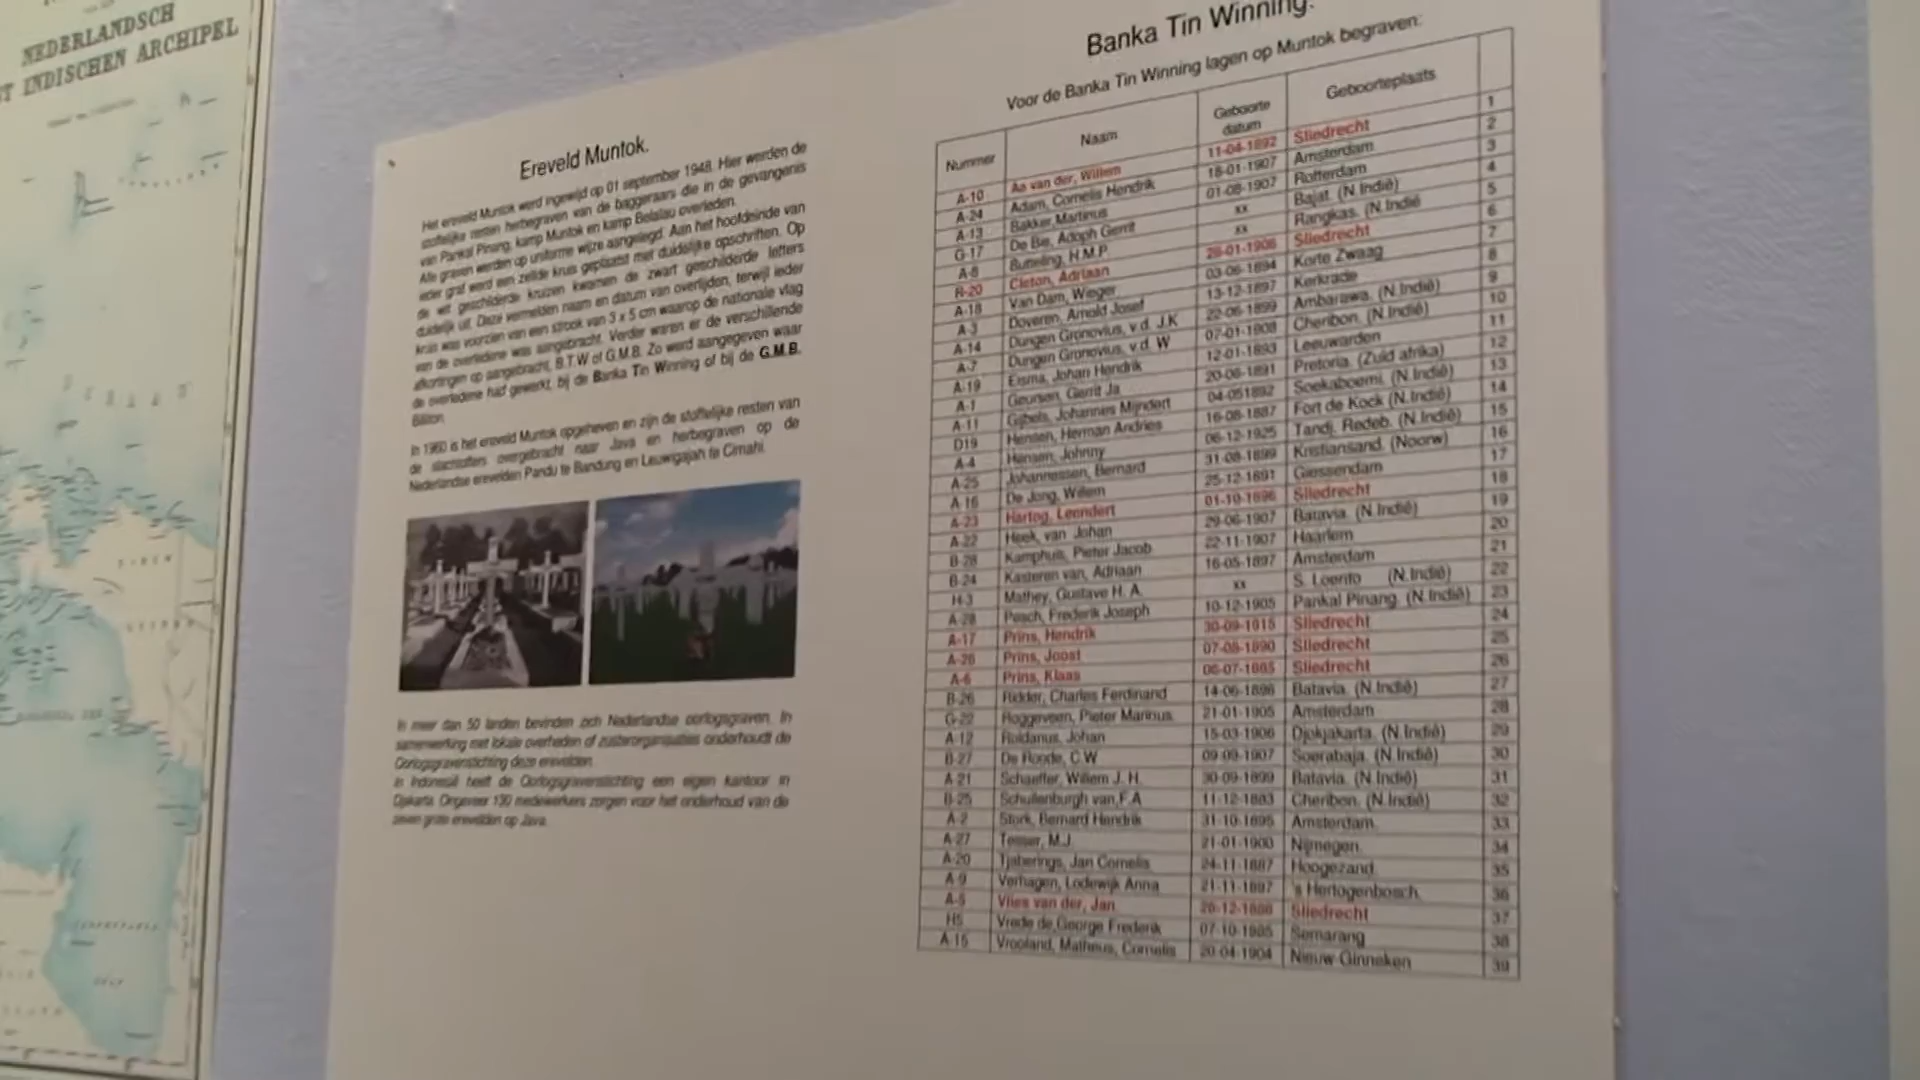 NEDERLANDSCH
T INDISCHEN ARCHIPEL
Ereveld Muntok.
Het ereveld Muntok werd ingewijd op 01 september 1948. Hier werden de
stoffelijke resten herbegraven van de baggeraars die in de gevangenis
van Pankal Pinang, kamp Muntok en kamp Belalau overleden.
Alle graven werden op uniforme wijze aangelegd. Aan het hoofdeinde van
ieder graf werd een zelfde kruis geplaatst met duidelijke opschriften. Op
de wit geschilderde kruizen kwamen de zwart geschilderde letters
duidelijk uit. Deze vermelden naam en datum van overlijden, terwijl ieder
kruis was voorzien van een strook van 3 x 5 cm waarop de nationale vlag
van de overledene was aangebracht. Verder waren er de verschillende
afkortingen op aangebracht, B.T.W of G.M.B. Zo werd aangegeven waar
de overledene had gewerkt, bij de Banka Tin Winning of bij de G.M.B.
Billiton.
In 1960 is het ereveld Muntok opgeheven en zijn de stoffelijke resten van
de slachtoffers overgebracht naar Java en herbegraven op de
Nederlandse erevelden Pandu te Bandung en Leuwigajah te Cimahi.
In meer dan 50 landen bevinden zich Nederlandse oorlogsgraven. In
samenwerking met lokale overheden of zusterorganisaties onderhoudt de
Oorlogsgravenstichting deze erevelden.
In Indonesië heeft de Oorlogsgravenstichting een eigen kantoor in
Djakarta. Ongeveer 130 medewerkers zorgen voor het onderhoud van de
zeven grote erevelden op Java.
Banka Tin Winning.
Voor de Banka Tin Winning lagen op Muntok begraven:
Nummer Naam Geboorte datum Geboorteplaats
A-10 Aa van der, Willem 11-04-1892 Sliedrecht 1
A-24 Adam, Cornelis Hendrik 18-01-1907 Amsterdam 2
A-13 Bakker Martinus 01-08-1907 Rotterdam 3
G-17 De Bie, Adoph Gerrit xx Bajat. (N.Indië) 4
A-8 Butteling, H.M.P. xx Rangkas. (N.Indië 5
R-20 Cleton, Adriaan 28-01-1906 Sliedrecht 6
A-18 Van Dam, Wieger 03-06-1894 Korte Zwaag 7
A-3 Doveren, Arnold Josef 13-12-1897 Kerkrade 8
A-14 Dungen Gronovius, v.d. J.K 22-06-1899 Ambarawa. (N.Indië) 9
A-7 Dungen Gronovius, v.d. W 07-01-1908 Cheribon. (N.Indië) 10
A-19 Eisma, Johan Hendrik 12-01-1893 Leeuwarden 11
A-1 Geursen, Gerrit Ja 20-06-1891 Pretoria. (Zuid afrika) 12
A-11 Gijbels, Johannes Mijndert 04-051892 Soekaboemi. (N.Indië) 13
D19 Hensen, Herman Andries 16-08-1887 Fort de Kock (N.Indië) 14
A-4 Hensen, Johnny 06-12-1925 Tandj. Redeb. (N.Indië) 15
A-25 Johannessen, Bernard 31-08-1899 Kristiansand. (Noorw) 16
A-16 De Jong, Willem 25-12-1891 Giessendam 17
A-23 Hartog, Leendert 01-10-1896 Sliedrecht 18
A-22 Heek, van Johan 29-06-1907 Batavia. (N.Indië) 19
B-28 Kamphuis, Pieter Jacob 22-11-1907 Haarlem 20
B-24 Kasteren van, Adriaan 16-05-1897 Amsterdam 21
H-3 Mathey, Gustave H. A. xx S. Loento (N.Indië) 22
A-28 Pesch, Frederik Joseph 10-12-1905 Pankal Pinang. (N.Indië) 23
A-17 Prins, Hendrik 30-09-1915 Sliedrecht 24
A-26 Prins, Joost 07-08-1890 Sliedrecht 25
A-6 Prins, Klaas 06-07-1885 Sliedrecht 26
B-26 Ridder, Charles Ferdinand 14-06-1896 Batavia. (N.Indië) 27
G-22 Roggeveen, Pieter Marinus 21-01-1905 Amsterdam 28
A-12 Roldanus, Johan 15-03-1906 Djokjakarta. (N.Indië) 29
B-27 De Roode, C.W 09-09-1907 Soerabaja. (N.Indië) 30
A-21 Schaeffer, Willem J. H. 30-09-1899 Batavia. (N.Indië) 31
B-25 Schullenburgh van,F.A 11-12-1883 Cheribon. (N.Indië) 32
A-2 Stork, Bernard Hendrik 31-10-1895 Amsterdam. 33
A-27 Tesser, M.J. 21-01-1900 Nijmegen. 34
A-20 Tjaberings, Jan Cornelis 24-11-1887 Hoogezand. 35
A-9 Verhagen, Lodewijk Anna 21-11-1897 's Hertogenbosch. 36
A-5 Vlies van der, Jan 26-12-1886 Sliedrecht 37
H5 Vrede de,George Frederik 07-10-1885 Semarang 38
A-15 Vrooland, Matheus, Cornelis 20-04-1904 Nieuw Ginneken 39